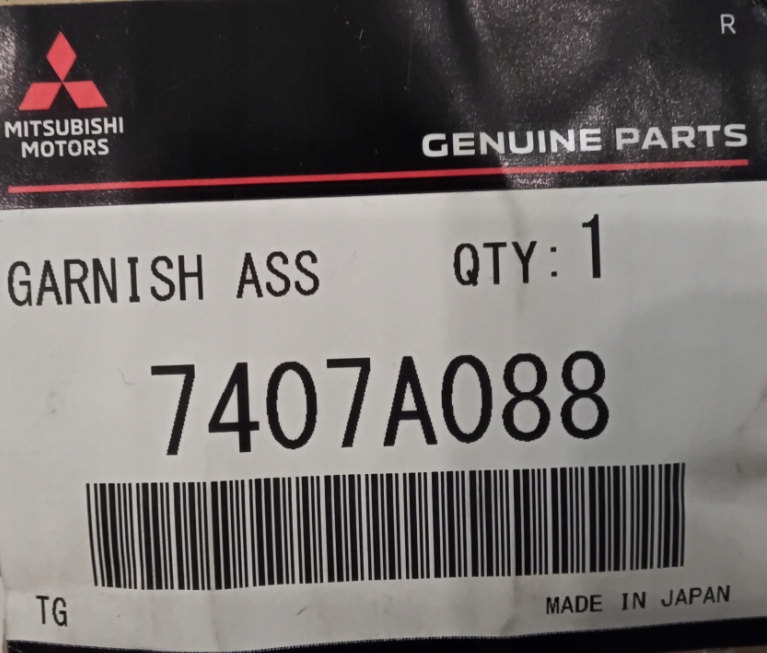 R
MITSUBISHI
MOTORS
GENUINE PARTS
GARNISH ASS QTY: 1
7407A088
TG
MADE IN JAPAN